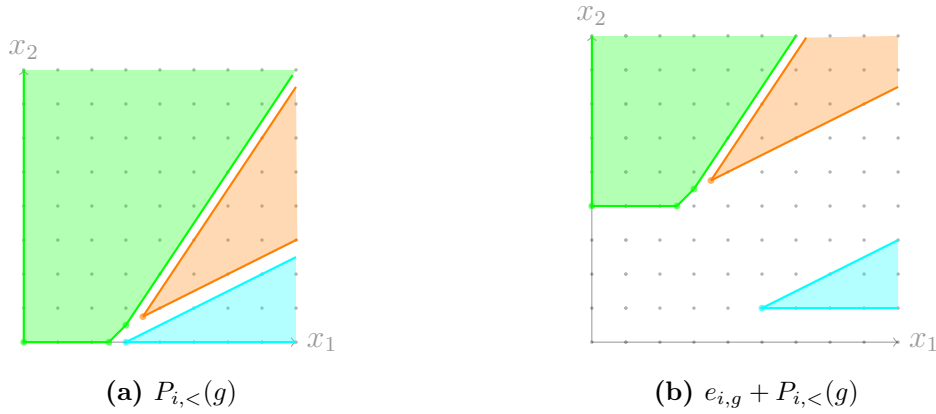 x₂
x₁
(a) P_{i,<}(g)
x₂
x₁
(b) e_{i,g} + P_{i,<}(g)